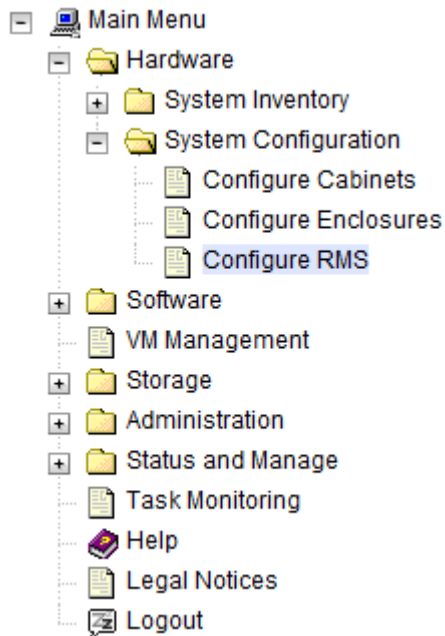 Main Menu
Hardware
System Inventory
System Configuration
Configure Cabinets
Configure Enclosures
Configure RMS
Software
VM Management
Storage
Administration
Status and Manage
Task Monitoring
Help
Legal Notices
Logout